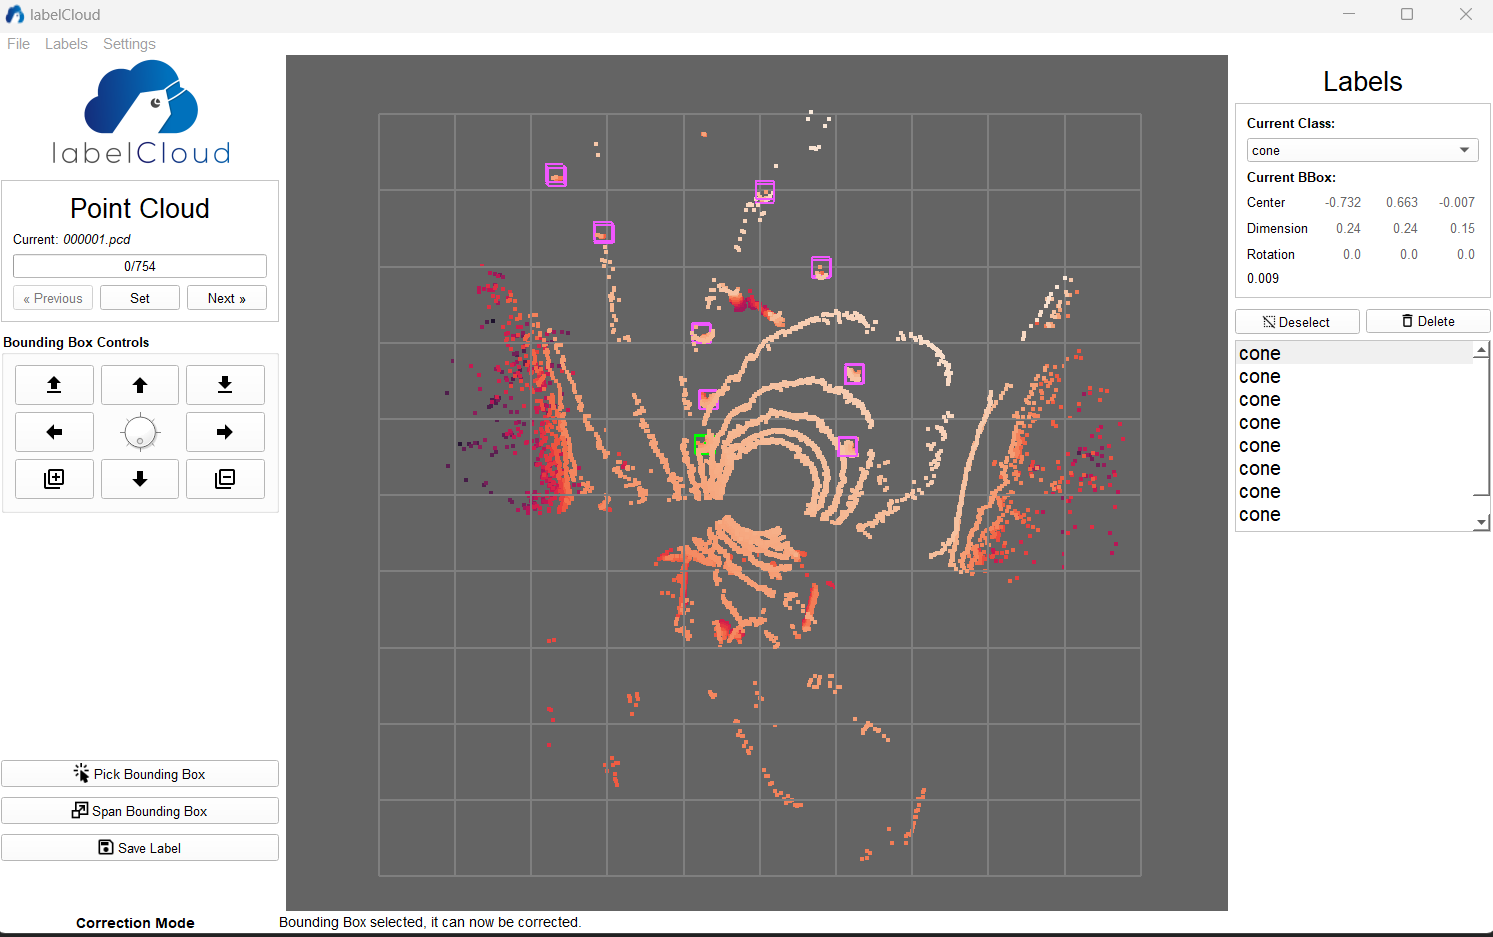 labelCloud
File Labels Settings
labelCloud
Point Cloud
Current: 000001.pcd
0/754
« Previous Set Next »
Bounding Box Controls
Pick Bounding Box
Span Bounding Box
Save Label
Correction Mode
Bounding Box selected, it can now be corrected.
Labels
Current Class:
cone
Current BBox:
Center -0.732 0.663 -0.007
Dimension 0.24 0.24 0.15
Rotation 0.0 0.0 0.0
0.009
Deselect Delete
cone
cone
cone
cone
cone
cone
cone
cone